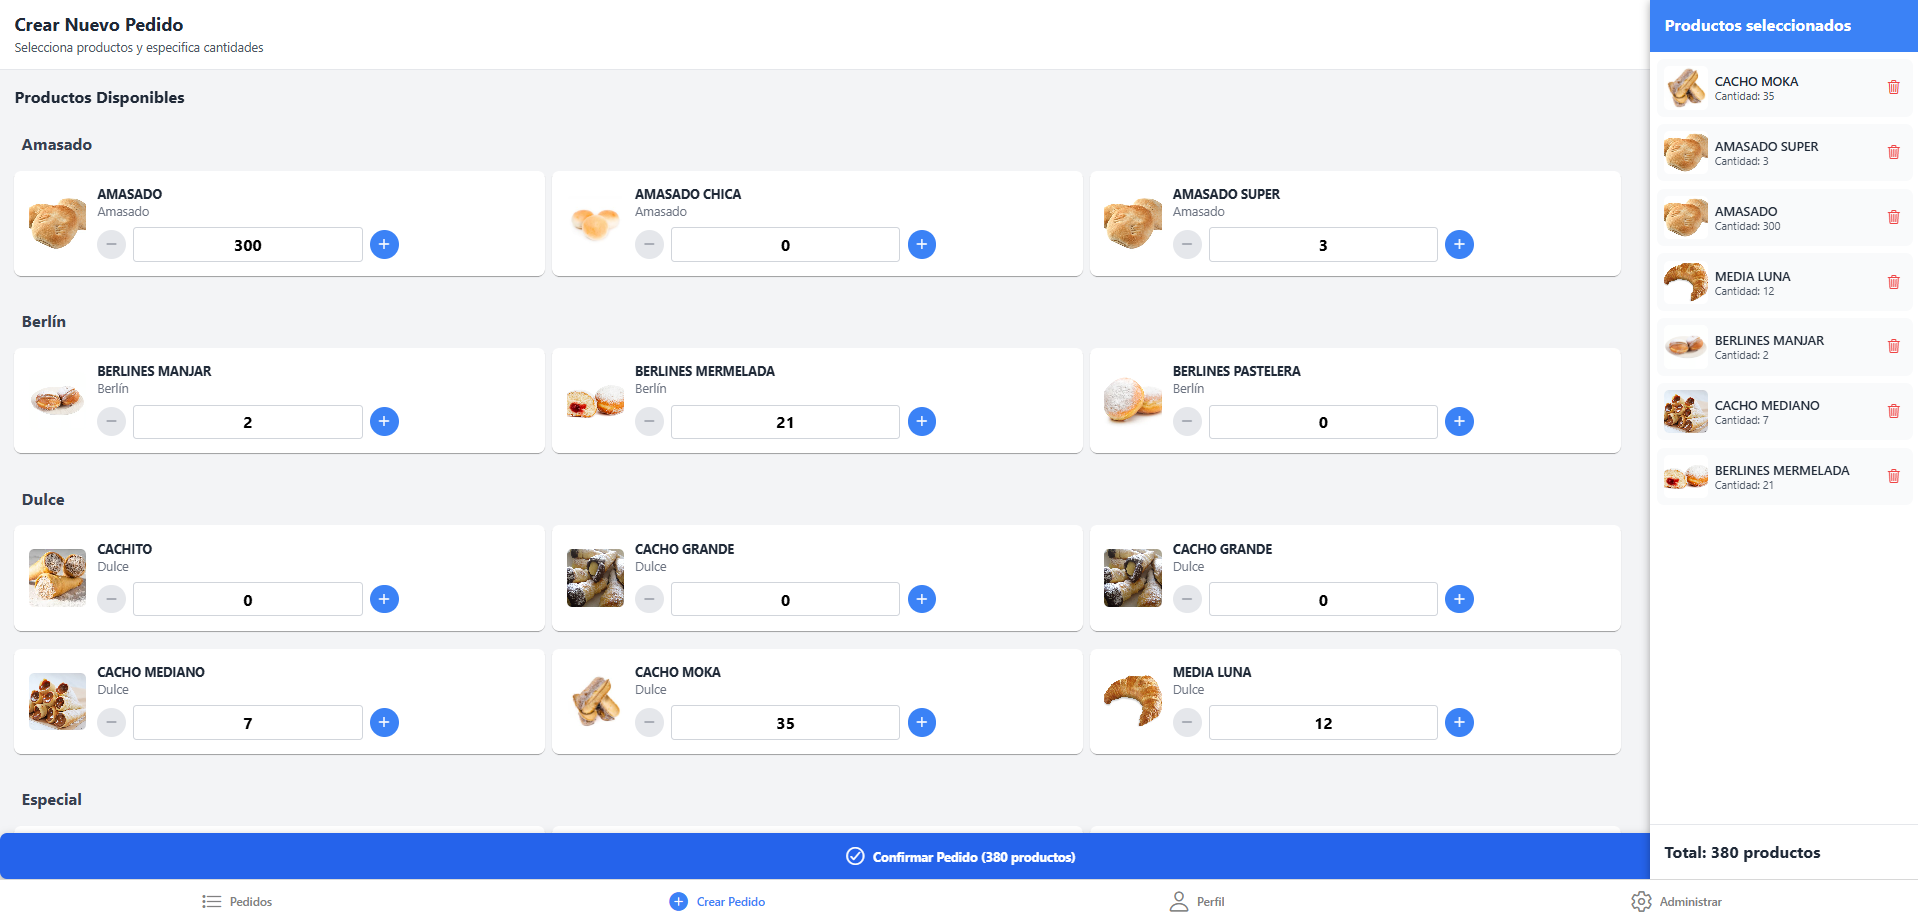 Crear Nuevo Pedido
Selecciona productos y especifica cantidades
Productos Disponibles
Amasado
AMASADO
Amasado
300
AMASADO CHICA
Amasado
0
AMASADO SUPER
Amasado
3
Berlín
BERLINES MANJAR
Berlín
2
BERLINES MERMELADA
Berlín
21
BERLINES PASTELERA
Berlín
0
Dulce
CACHITO
Dulce
0
CACHO GRANDE
Dulce
0
CACHO GRANDE
Dulce
0
CACHO MEDIANO
Dulce
7
CACHO MOKA
Dulce
35
MEDIA LUNA
Dulce
12
Especial
Confirmar Pedido (380 productos)
Productos seleccionados
CACHO MOKA
Cantidad: 35
AMASADO SUPER
Cantidad: 3
AMASADO
Cantidad: 300
MEDIA LUNA
Cantidad: 12
BERLINES MANJAR
Cantidad: 2
CACHO MEDIANO
Cantidad: 7
BERLINES MERMELADA
Cantidad: 21
Total: 380 productos
Pedidos
Crear Pedido
Perfil
Administrar